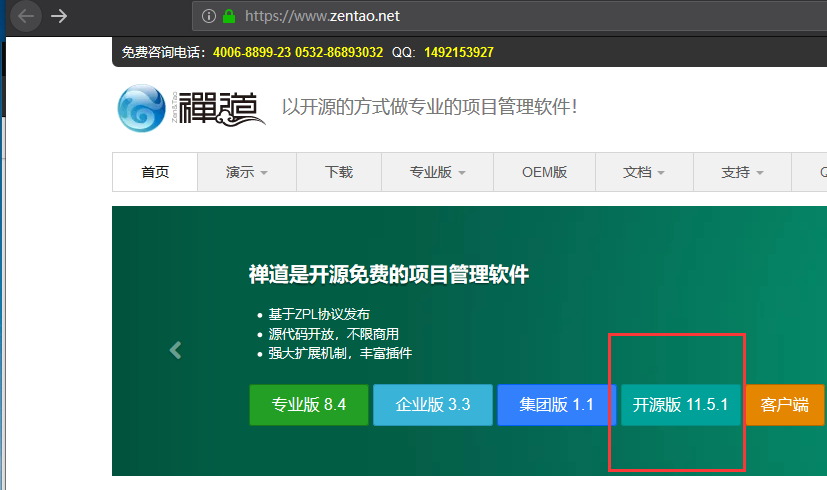 https://www.zentao.net
免费咨询电话：4006-8899-23 0532-86893032 QQ: 1492153927
Zen&Tao 禪道 以开源的方式做专业的项目管理软件！
首页 演示 下载 专业版 OEM版 文档 支持
禅道是开源免费的项目管理软件
基于ZPL协议发布
源代码开放，不限商用
强大扩展机制，丰富插件
专业版 8.4 企业版 3.3 集团版 1.1 开源版 11.5.1 客户端